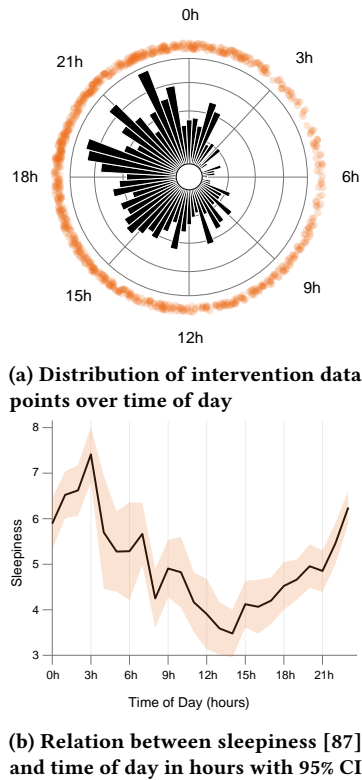 0h
21h
3h
18h
6h
15h
9h
12h
(a) Distribution of intervention data
points over time of day
8
7
6
5
4
3
Sleepiness
0h 3h 6h 9h 12h 15h 18h 21h
Time of Day (hours)
(b) Relation between sleepiness [87]
and time of day in hours with 95% CI